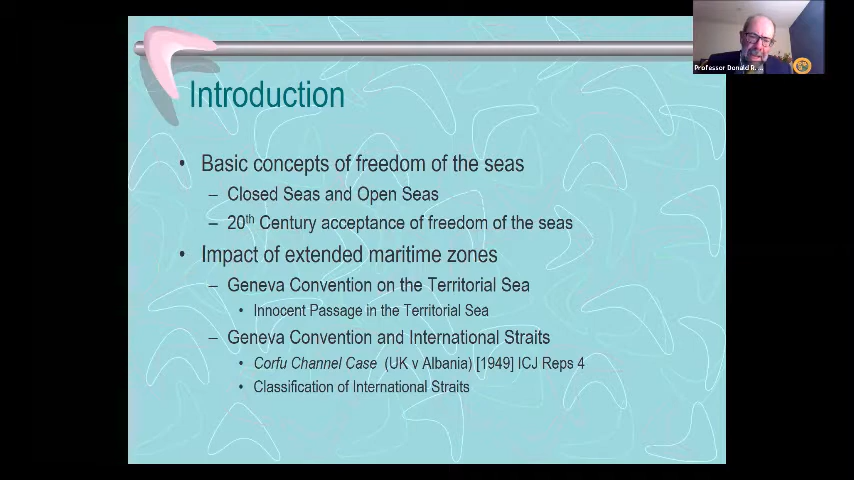 Professor Donald R. ...
Introduction
• Basic concepts of freedom of the seas
– Closed Seas and Open Seas
– 20th Century acceptance of freedom of the seas
• Impact of extended maritime zones
– Geneva Convention on the Territorial Sea
• Innocent Passage in the Territorial Sea
– Geneva Convention and International Straits
• Corfu Channel Case (UK v Albania) [1949] ICJ Reps 4
• Classification of International Straits